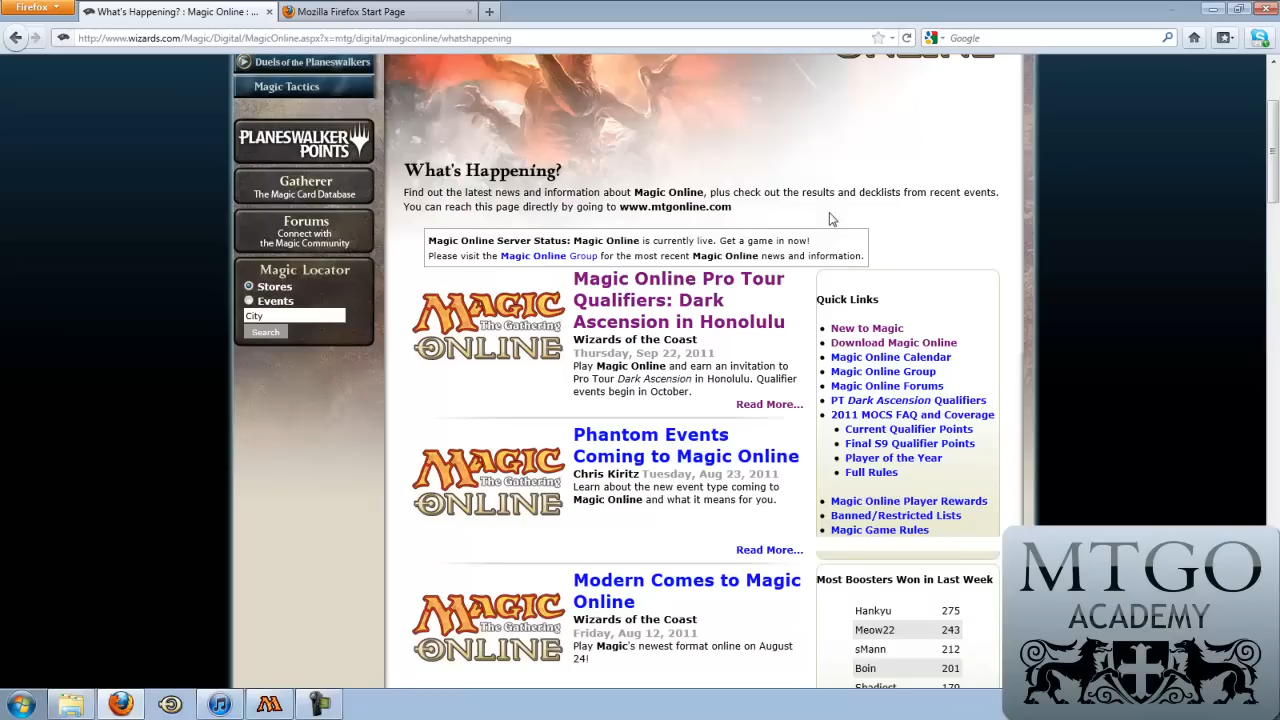 Firefox
What's Happening? : Magic Online : ...
Mozilla Firefox Start Page
http://www.wizards.com/Magic/Digital/MagicOnline.aspx?x=mtg/digital/magiconline/whatshappening
Google
Duels of the Planeswalkers
Magic Tactics
PLANESWALKER
POINTS
Gatherer
The Magic Card Database
Forums
Connect with
the Magic Community
Magic Locator
Stores
Events
City
Search
What's Happening?
Find out the latest news and information about Magic Online, plus check out the results and decklists from recent events.
You can reach this page directly by going to www.mtgonline.com
Magic Online Server Status: Magic Online is currently live. Get a game in now!
Please visit the Magic Online Group for the most recent Magic Online news and information.
MAGIC
The Gathering
ONLINE
Magic Online Pro Tour
Qualifiers: Dark
Ascension in Honolulu
Wizards of the Coast
Thursday, Sep 22, 2011
Play Magic Online and earn an invitation to
Pro Tour Dark Ascension in Honolulu. Qualifier
events begin in October.
Read More...
MAGIC
The Gathering
ONLINE
Phantom Events
Coming to Magic Online
Chris Kiritz Tuesday, Aug 23, 2011
Learn about the new event type coming to
Magic Online and what it means for you.
Read More...
MAGIC
The Gathering
ONLINE
Modern Comes to Magic
Online
Wizards of the Coast
Friday, Aug 12, 2011
Play Magic's newest format online on August
24!
Quick Links
New to Magic
Download Magic Online
Magic Online Calendar
Magic Online Group
Magic Online Forums
PT Dark Ascension Qualifiers
2011 MOCS FAQ and Coverage
Current Qualifier Points
Final S9 Qualifier Points
Player of the Year
Full Rules
Magic Online Player Rewards
Banned/Restricted Lists
Magic Game Rules
Most Boosters Won in Last Week
Hankyu 275
Meow22 243
sMann 212
Boin 201
MTGO
ACADEMY